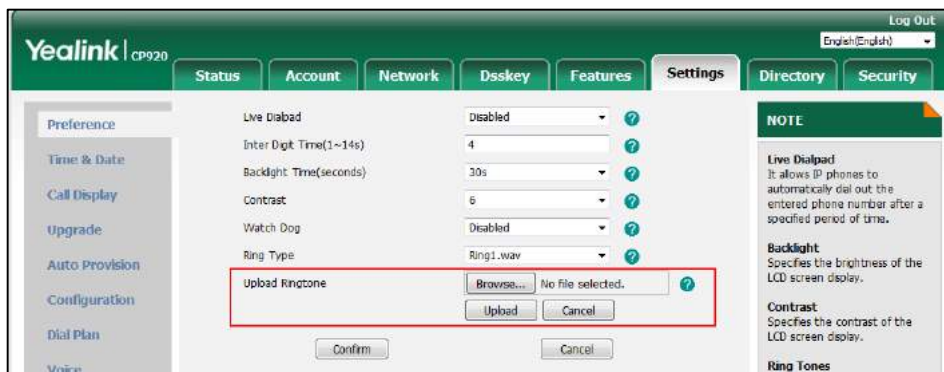 Log Out
Yealink | CP920
English(English)
Status Account Network Dsskey Features Settings Directory Security
Preference
Time & Date
Call Display
Upgrade
Auto Provision
Configuration
Dial Plan
Voice
Live Dialpad Disabled
Inter Digit Time(1~14s) 4
Backlight Time(seconds) 30s
Contrast 6
Watch Dog Disabled
Ring Type Ring1.wav
Upload Ringtone Browse... No file selected.
Upload Cancel
Confirm Cancel
NOTE
Live Dialpad
It allows IP phones to
automatically dial out the
entered phone number after a
specified period of time.
Backlight
Specifies the brightness of the
LCD screen display.
Contrast
Specifies the contrast of the
LCD screen display.
Ring Tones